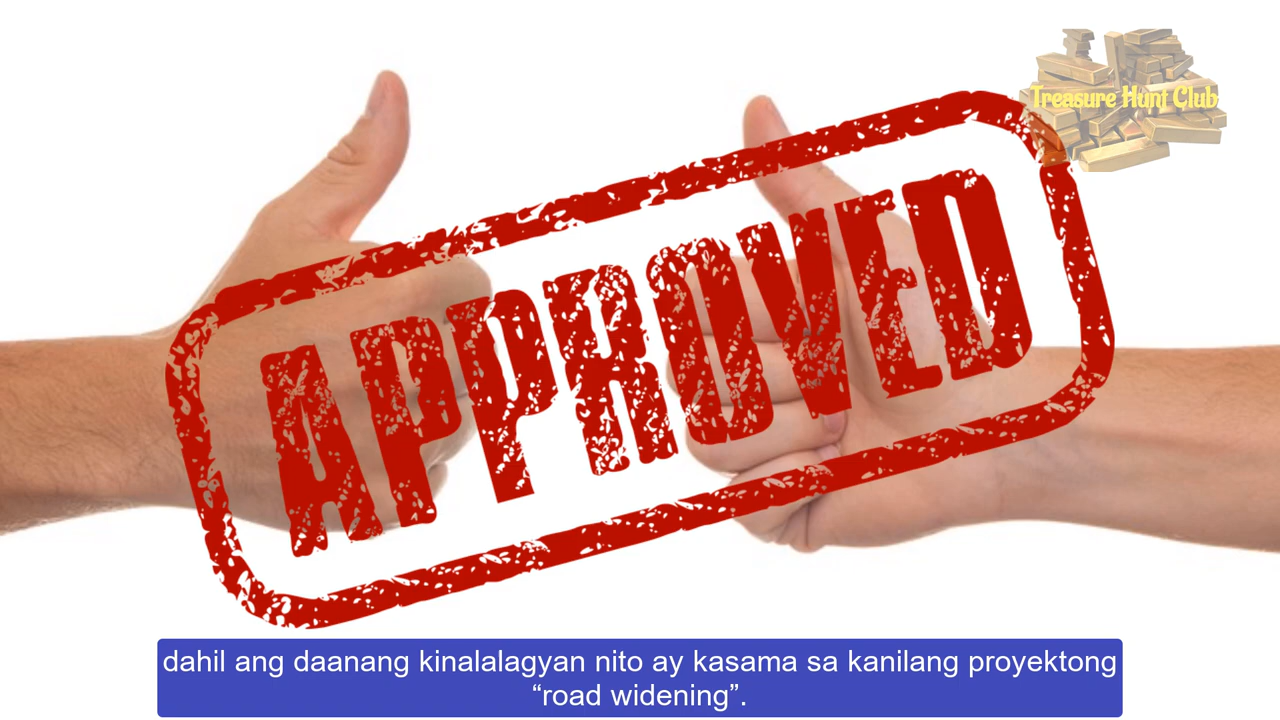 Treasure Hunt Club
APPROVED
dahil ang daanang kinalalagyan nito ay kasama sa kanilang proyektong
“road widening”.